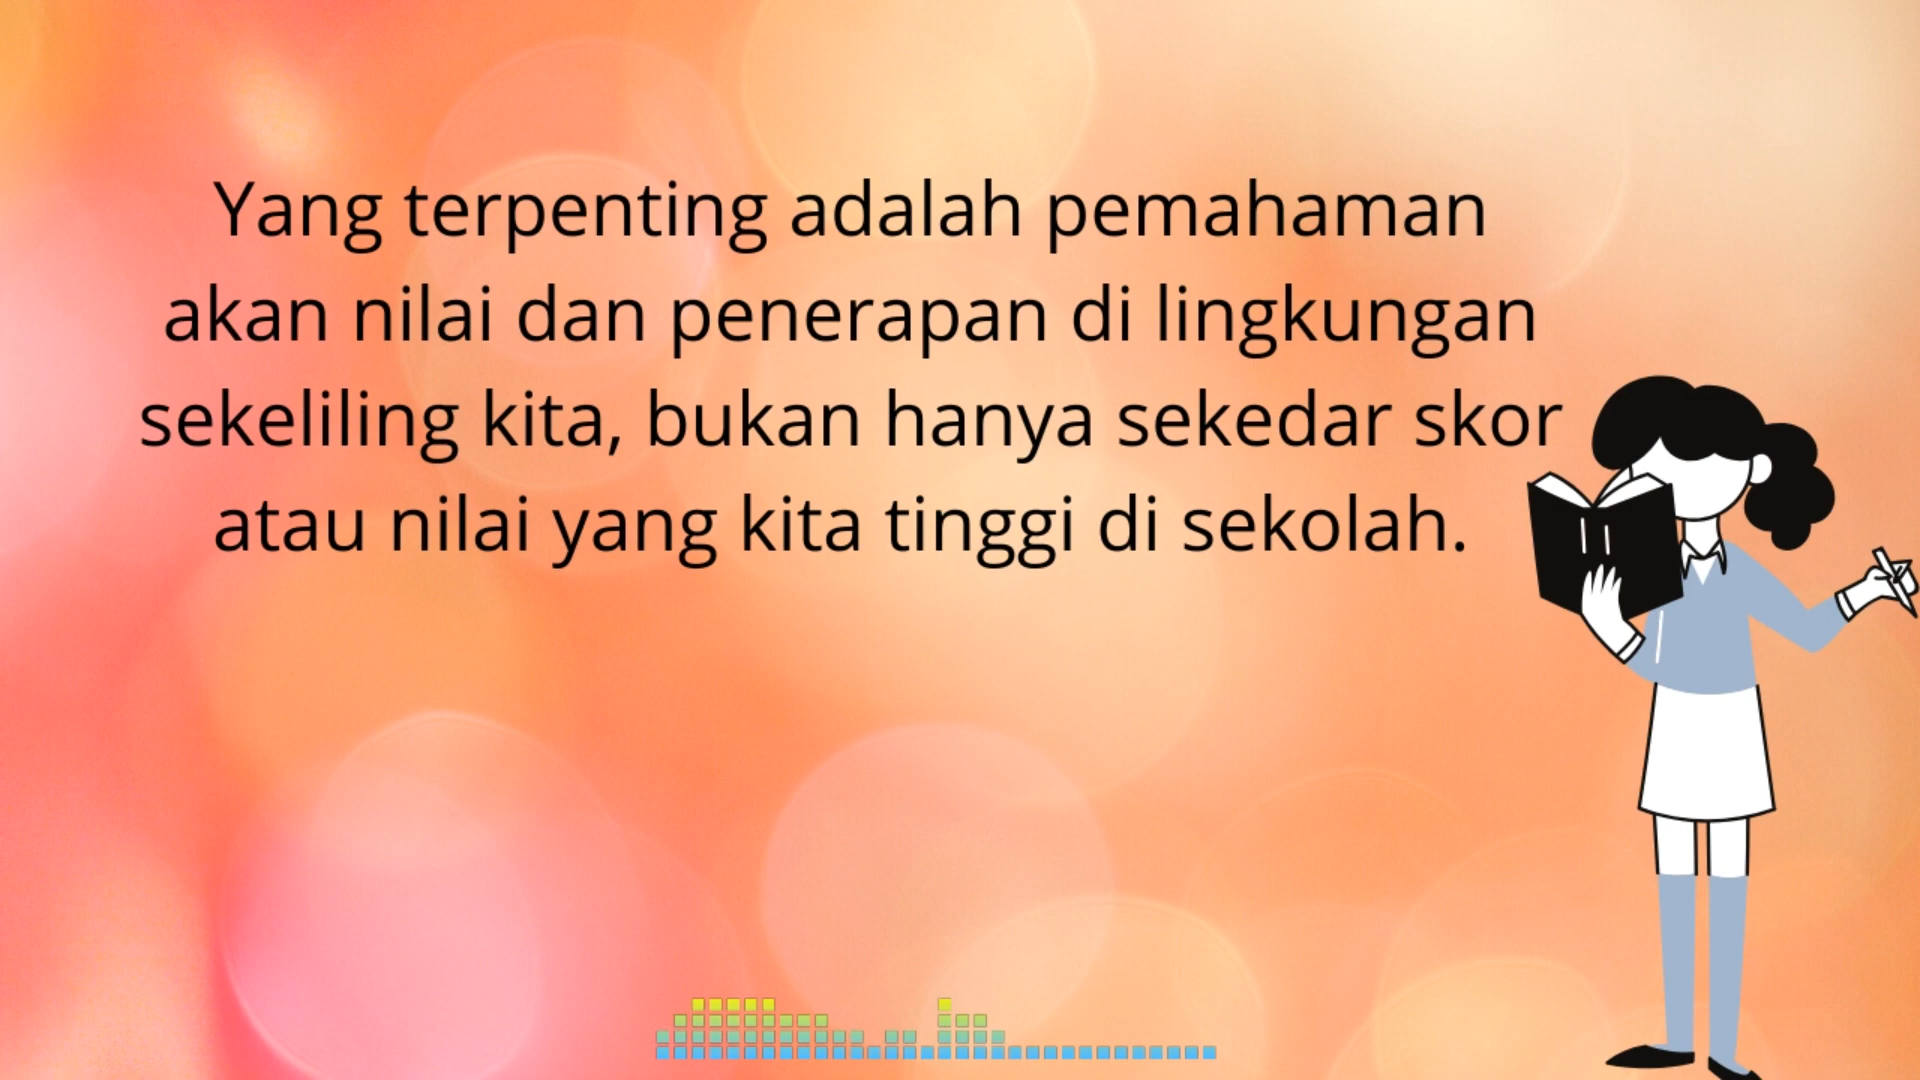 Yang terpenting adalah pemahaman
akan nilai dan penerapan di lingkungan
sekeliling kita, bukan hanya sekedar skor
atau nilai yang kita tinggi di sekolah.